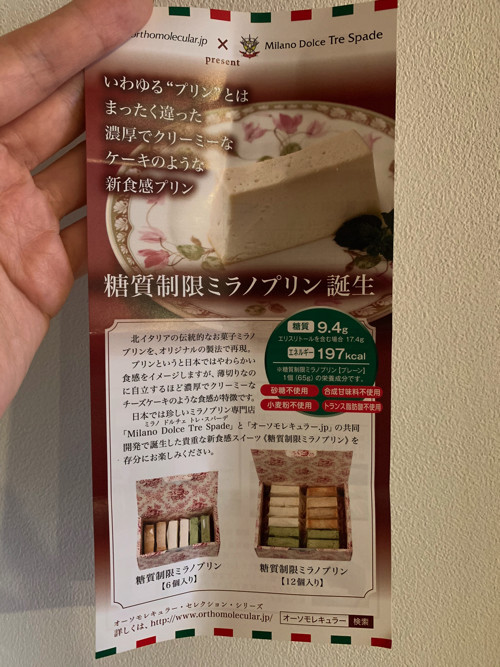 orthomolecular.jp × Milano Dolce Tre Spade
present
いわゆる“プリン”とは
まったく違った
濃厚でクリーミーな
ケーキのような
新食感プリン
糖質制限ミラノプリン 誕生
北イタリアの伝統的なお菓子ミラノ
プリンを、オリジナルの製法で再現。
プリンというと日本ではやわらかい
食感をイメージしますが、薄切りなの
に自立するほど濃厚でクリーミーな
チーズケーキのような食感が特徴です。
日本では珍しいミラノプリン専門店
ミラノ ドルチェ トレ・スパーデ
「Milano Dolce Tre Spade」と「オーソモレキュラー.jp」の共同
開発で誕生した貴重な新食感スイーツ《糖質制限ミラノプリン》を
存分にお楽しみください。
糖質 9.4g
エリスリトールを含む場合 17.4g
エネルギー 197kcal
※糖質制限ミラノプリン【プレーン】
1個(65g)の栄養成分です。
砂糖不使用 合成甘味料不使用
小麦粉不使用 トランス脂肪酸不使用
糖質制限ミラノプリン
【6個入り】
糖質制限ミラノプリン
【12個入り】
オーソモレキュラー・セレクション・シリーズ
詳しくは、http://www.orthomolecular.jp/ オーソモレキュラー 検索